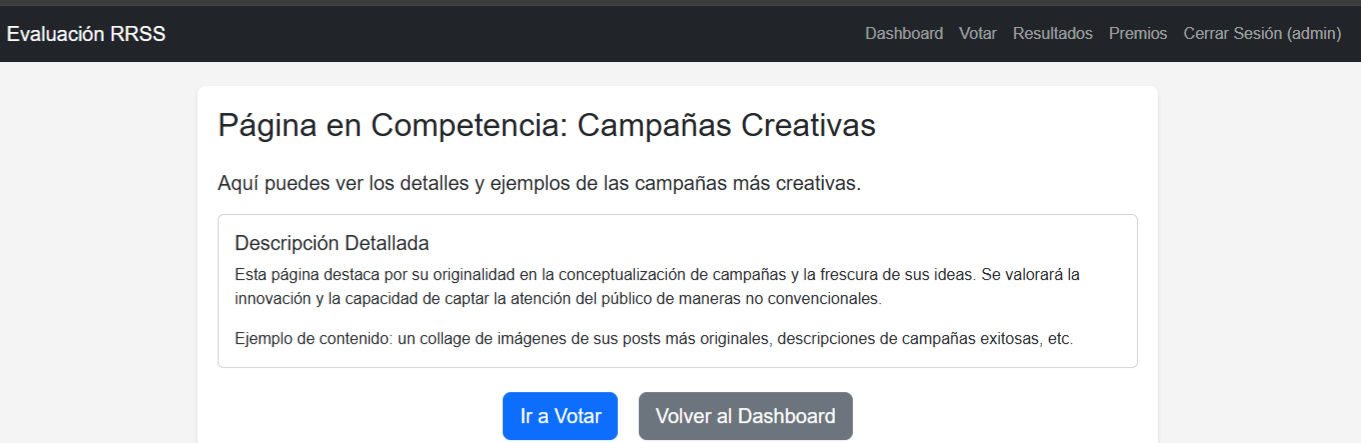 Evaluación RRSS
Dashboard Votar Resultados Premios Cerrar Sesión (admin)
Página en Competencia: Campañas Creativas
Aquí puedes ver los detalles y ejemplos de las campañas más creativas.
Descripción Detallada
Esta página destaca por su originalidad en la conceptualización de campañas y la frescura de sus ideas. Se valorará la
innovación y la capacidad de captar la atención del público de maneras no convencionales.
Ejemplo de contenido: un collage de imágenes de sus posts más originales, descripciones de campañas exitosas, etc.
Ir a Votar Volver al Dashboard